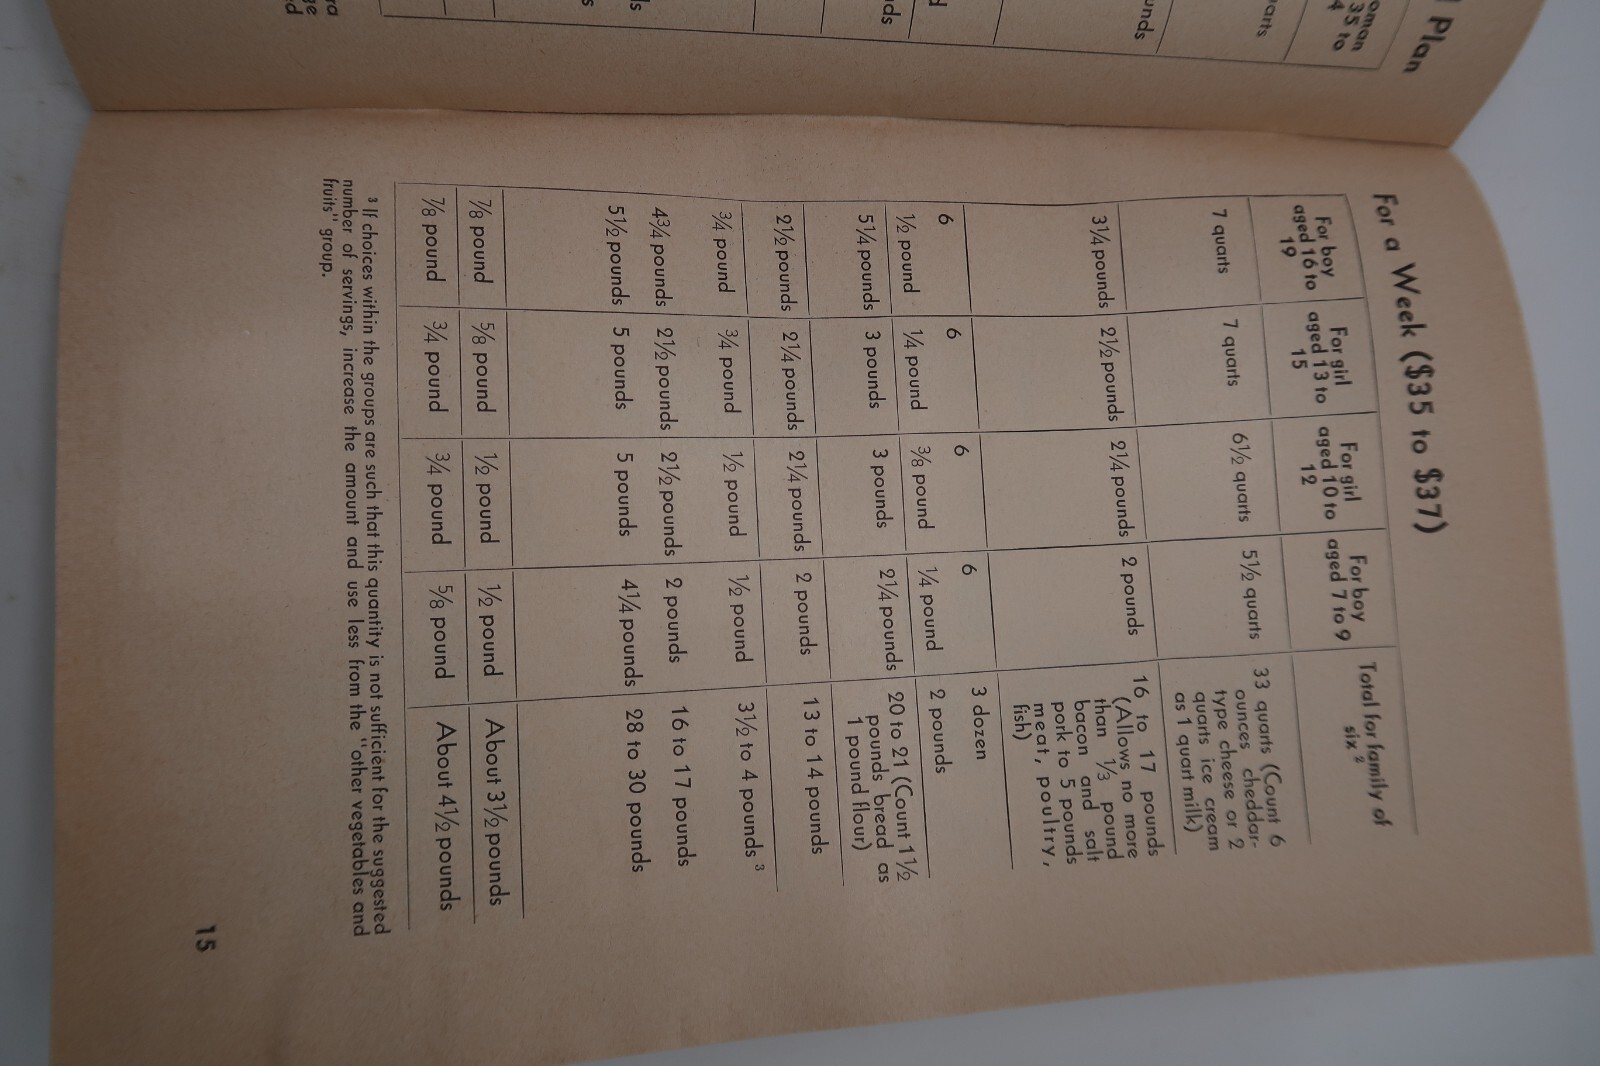 Plan
35 to
For a Week ($35 to $37)
For boy aged 16 to 19 For girl aged 13 to 15 For girl aged 10 to 12 For boy aged 7 to 9 Total for family of six ²
7 quarts 7 quarts 6½ quarts 5½ quarts 33 quarts (Count 6
ounces cheddar-
type cheese or 2
quarts ice cream
as 1 quart milk)
3¼ pounds 2½ pounds 2¼ pounds 2 pounds 16 to 17 pounds
(Allows no more
than ⅓ pound
bacon and salt
pork to 5 pounds
meat, poultry,
fish)
6 6 6 6 3 dozen
½ pound ¼ pound ⅜ pound ¼ pound 2 pounds
5¼ pounds 3 pounds 3 pounds 2¼ pounds 20 to 21 (Count 1½
pounds bread as
1 pound flour)
2½ pounds 2¼ pounds 2¼ pounds 2 pounds 13 to 14 pounds
¾ pound ¾ pound ½ pound ½ pound 3½ to 4 pounds ³
4¾ pounds 2½ pounds 2½ pounds 2 pounds 16 to 17 pounds
5½ pounds 5 pounds 5 pounds 4¼ pounds 28 to 30 pounds
⅞ pound ⅝ pound ½ pound ½ pound About 3½ pounds
⅞ pound ¾ pound ¾ pound ⅝ pound About 4½ pounds
³ If choices within the groups are such that this quantity is not sufficient for the suggested
number of servings, increase the amount and use less from the "other vegetables and
fruits" group.
15